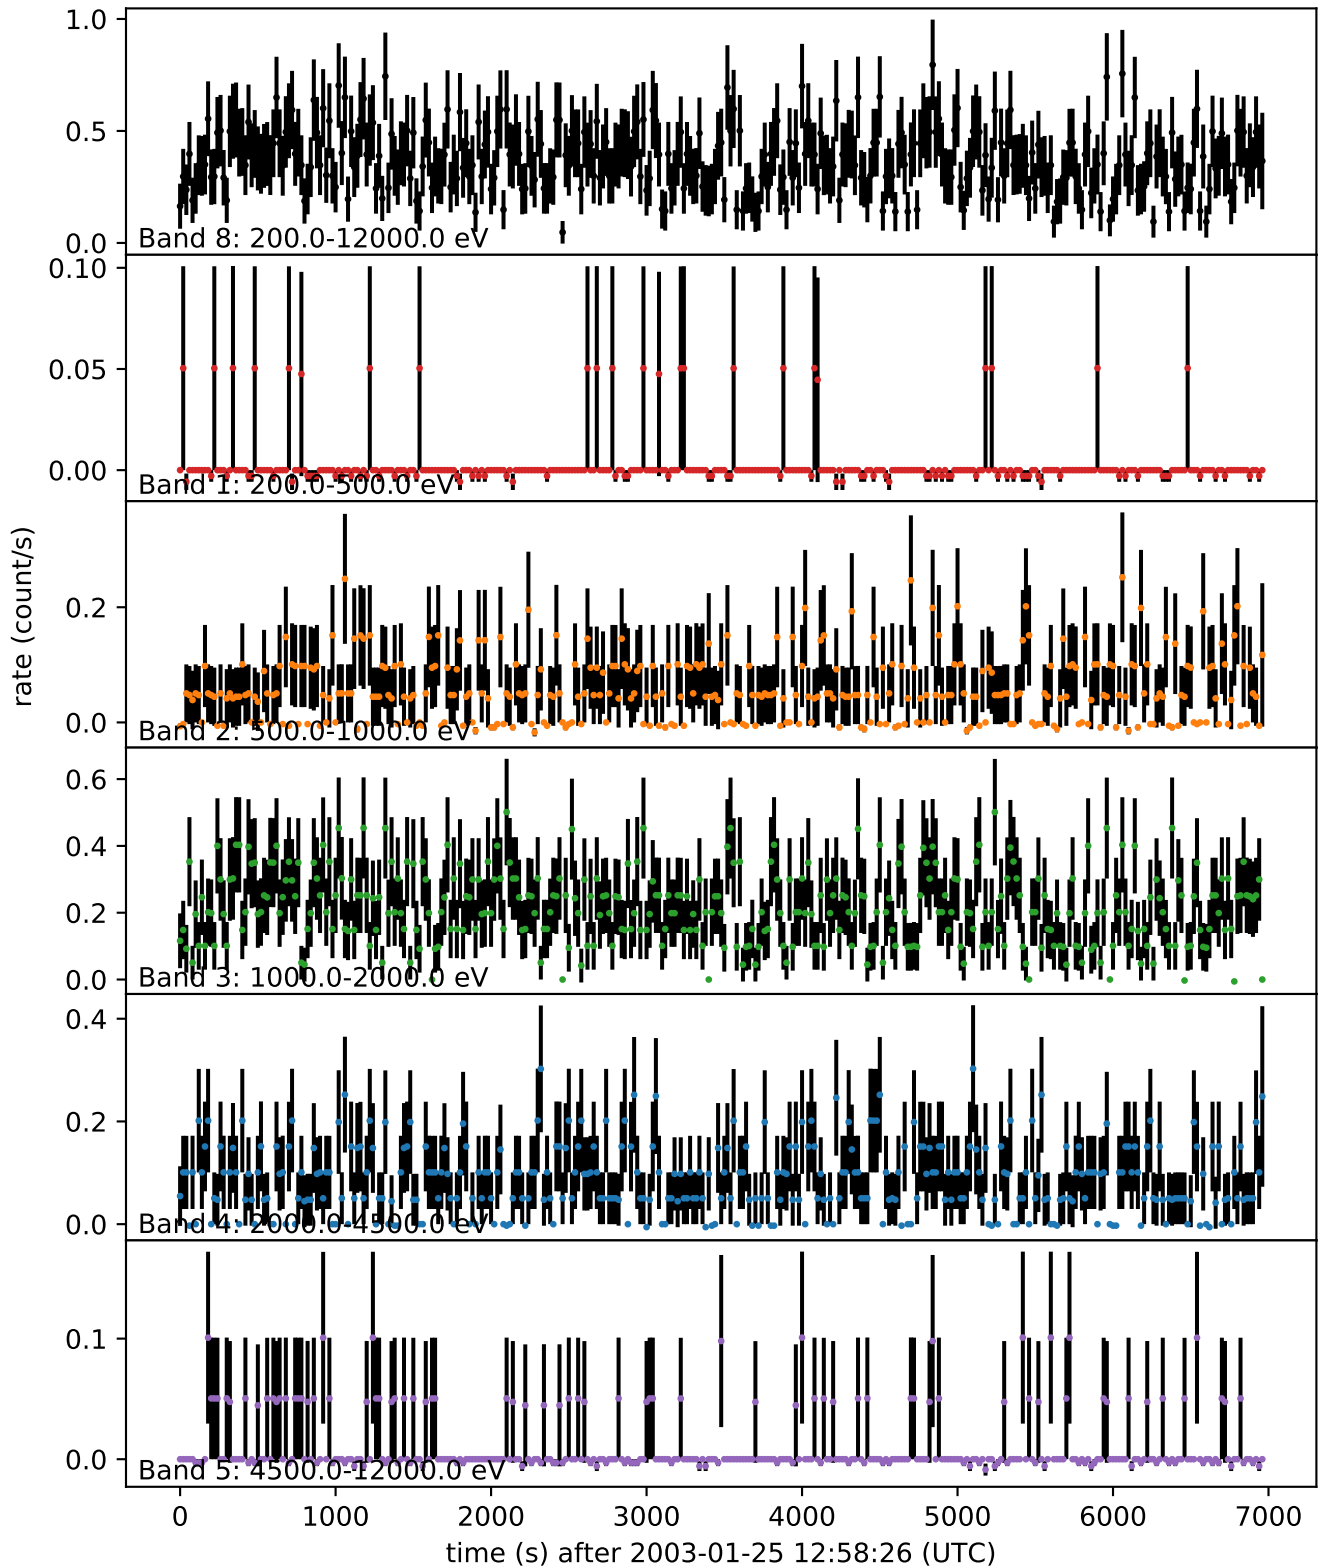 1.0
0.5
0.0
Band 8: 200.0-12000.0 eV
0.10
0.05
0.00
Band 1: 200.0-500.0 eV
rate (count/s)
0.2
0.0
Band 2: 500.0-1000.0 eV
0.6
0.4
0.2
0.0
Band 3: 1000.0-2000.0 eV
0.4
0.2
0.0
Band 4: 2000.0-4500.0 eV
0.1
0.0
Band 5: 4500.0-12000.0 eV
0 1000 2000 3000 4000 5000 6000 7000
time (s) after 2003-01-25 12:58:26 (UTC)